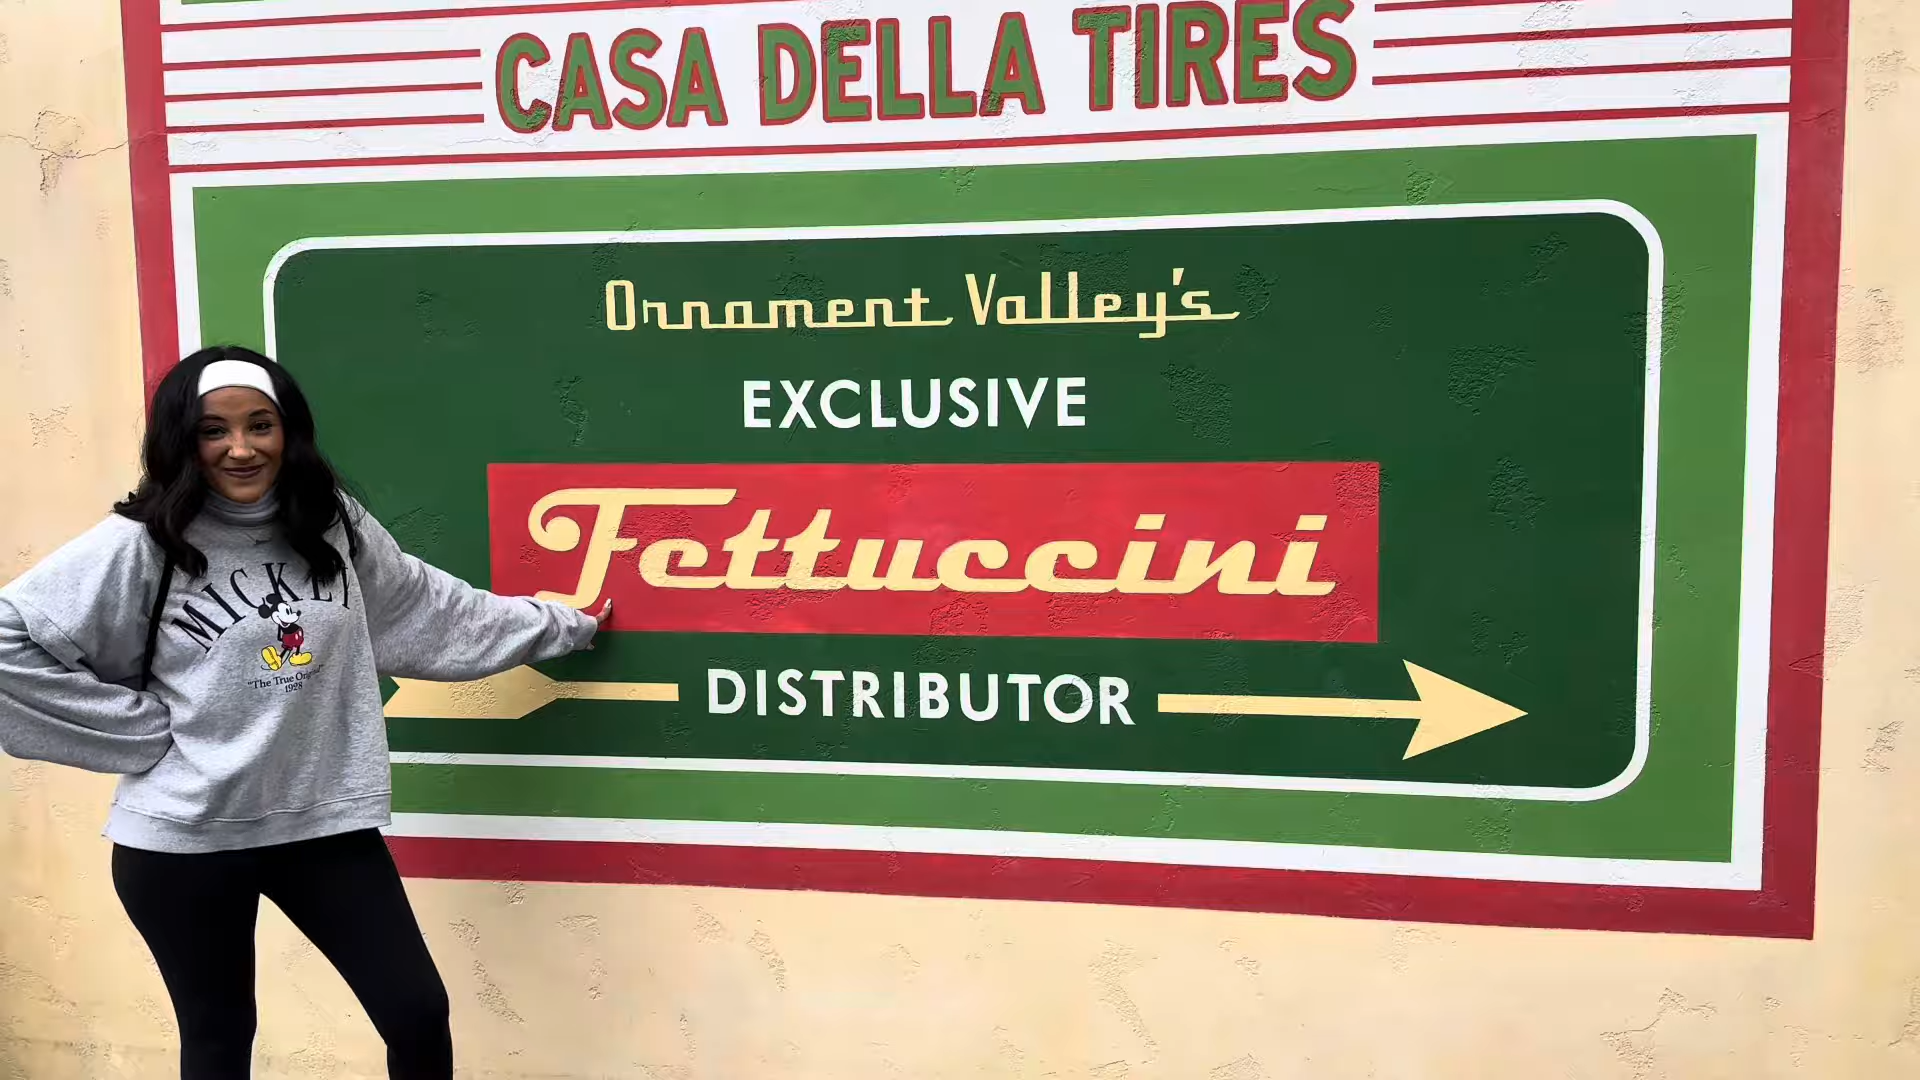 CASA DELLA TIRES
Ornament Valley's
EXCLUSIVE
Fettuccini
DISTRIBUTOR
MICKEY
"The True Original"
1928